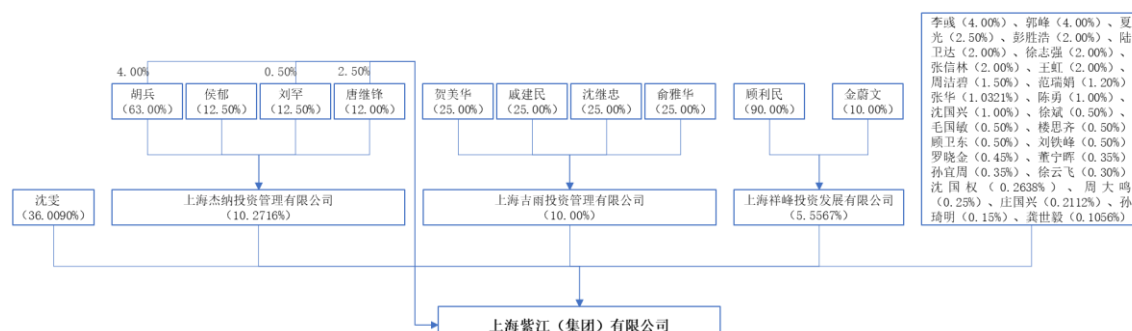 李彧（4.00%）、郭峰（4.00%）、夏
光（2.50%）、彭胜浩（2.00%）、陆
卫达（2.00%）、徐志强（2.00%）、
张信林（2.00%）、王虹（2.00%）、
周洁碧（1.50%）、范瑞娟（1.20%）
张华（1.0321%）、陈勇（1.00%）、
沈国兴（1.00%）、徐斌（0.50%）、
毛国敏（0.50%）、楼思齐（0.50%）
顾卫东（0.50%）、刘铁峰（0.50%）
罗晓金（0.45%）、董宁晖（0.35%）
孙宜周（0.35%）、徐云飞（0.30%）
沈国权（0.2638%）、周大鸣
（0.25%）、庄国兴（0.2112%）、孙
琦明（0.15%）、龚世毅（0.1056%）
4.00%
0.50%
2.50%
胡兵
（63.00%）
侯郁
（12.50%）
刘罕
（12.50%）
唐继锋
（12.00%）
贺美华
（25.00%）
戚建民
（25.00%）
沈维忠
（25.00%）
俞雅华
（25.00%）
顾利民
（90.00%）
金蔚文
（10.00%）
沈雯
（36.0090%）
上海杰纳投资管理有限公司
（10.2716%）
上海吉雨投资管理有限公司
（10.00%）
上海祥峰投资发展有限公司
（5.5567%）
上海紫江（集团）有限公司